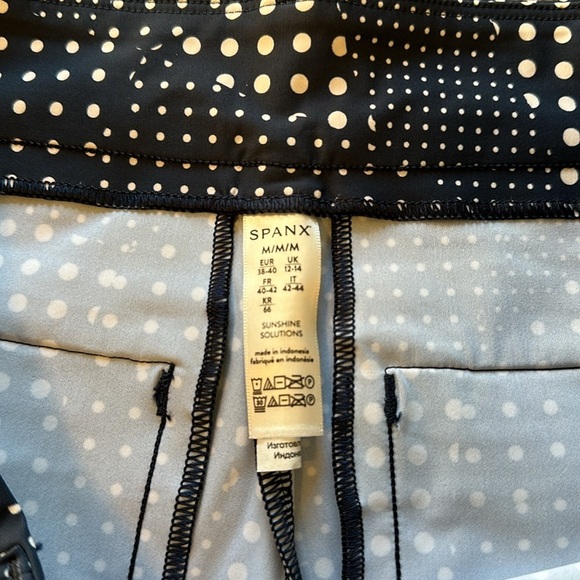 SPANX
M/M/M
EUR UK
38-40 12-14
FR IT
40-42 42-44
KR
66
SUNSHINE
SOLUTIONS
made in indonesia
fabriqué en indonésie
Индоне